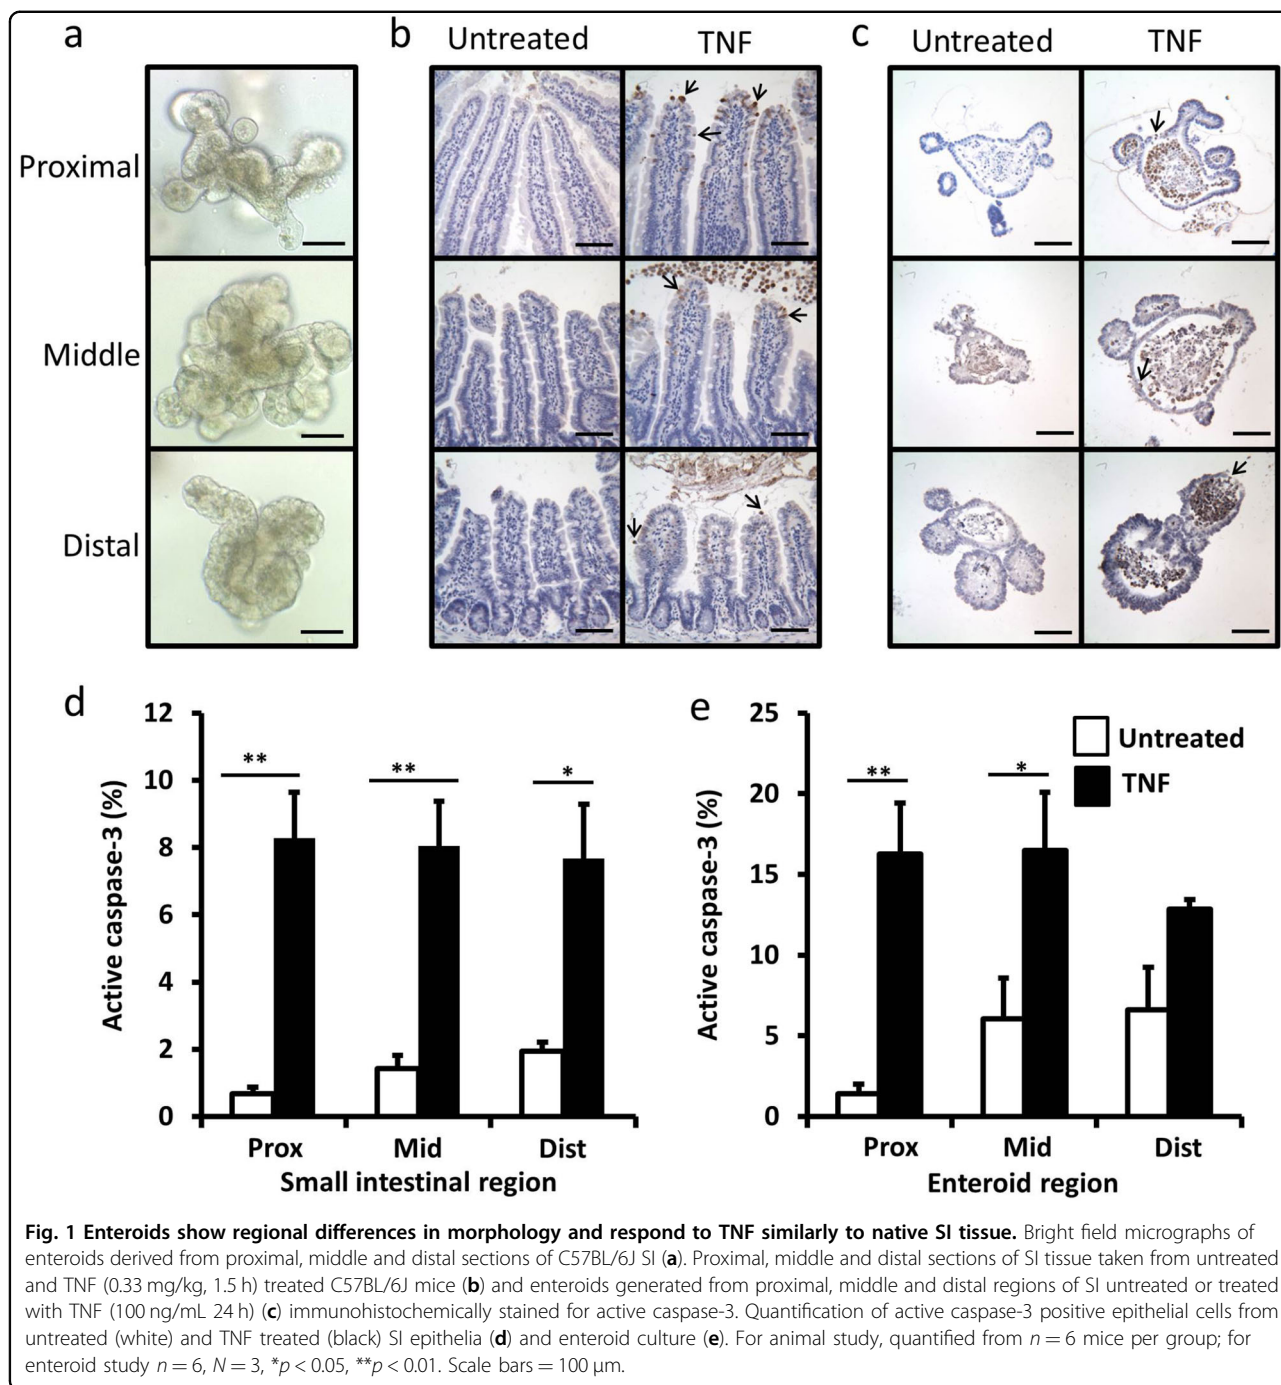 a
b
c
Untreated
TNF
Untreated
TNF
Proximal
Middle
Distal
d
12
10
8
6
4
2
0
Active caspase-3 (%)
**
**
*
Prox
Mid
Dist
Small intestinal region
e
25
20
15
10
5
0
Active caspase-3 (%)
**
*
Untreated
TNF
Prox
Mid
Dist
Enteroid region
Fig. 1 Enteroids show regional differences in morphology and respond to TNF similarly to native SI tissue. Bright field micrographs of
enteroids derived from proximal, middle and distal sections of C57BL/6J SI (a). Proximal, middle and distal sections of SI tissue taken from untreated
and TNF (0.33 mg/kg, 1.5 h) treated C57BL/6J mice (b) and enteroids generated from proximal, middle and distal regions of SI untreated or treated
with TNF (100 ng/mL 24 h) (c) immunohistochemically stained for active caspase-3. Quantification of active caspase-3 positive epithelial cells from
untreated (white) and TNF treated (black) SI epithelia (d) and enteroid culture (e). For animal study, quantified from n = 6 mice per group; for
enteroid study n = 6, N = 3, *p < 0.05, **p < 0.01. Scale bars = 100 µm.